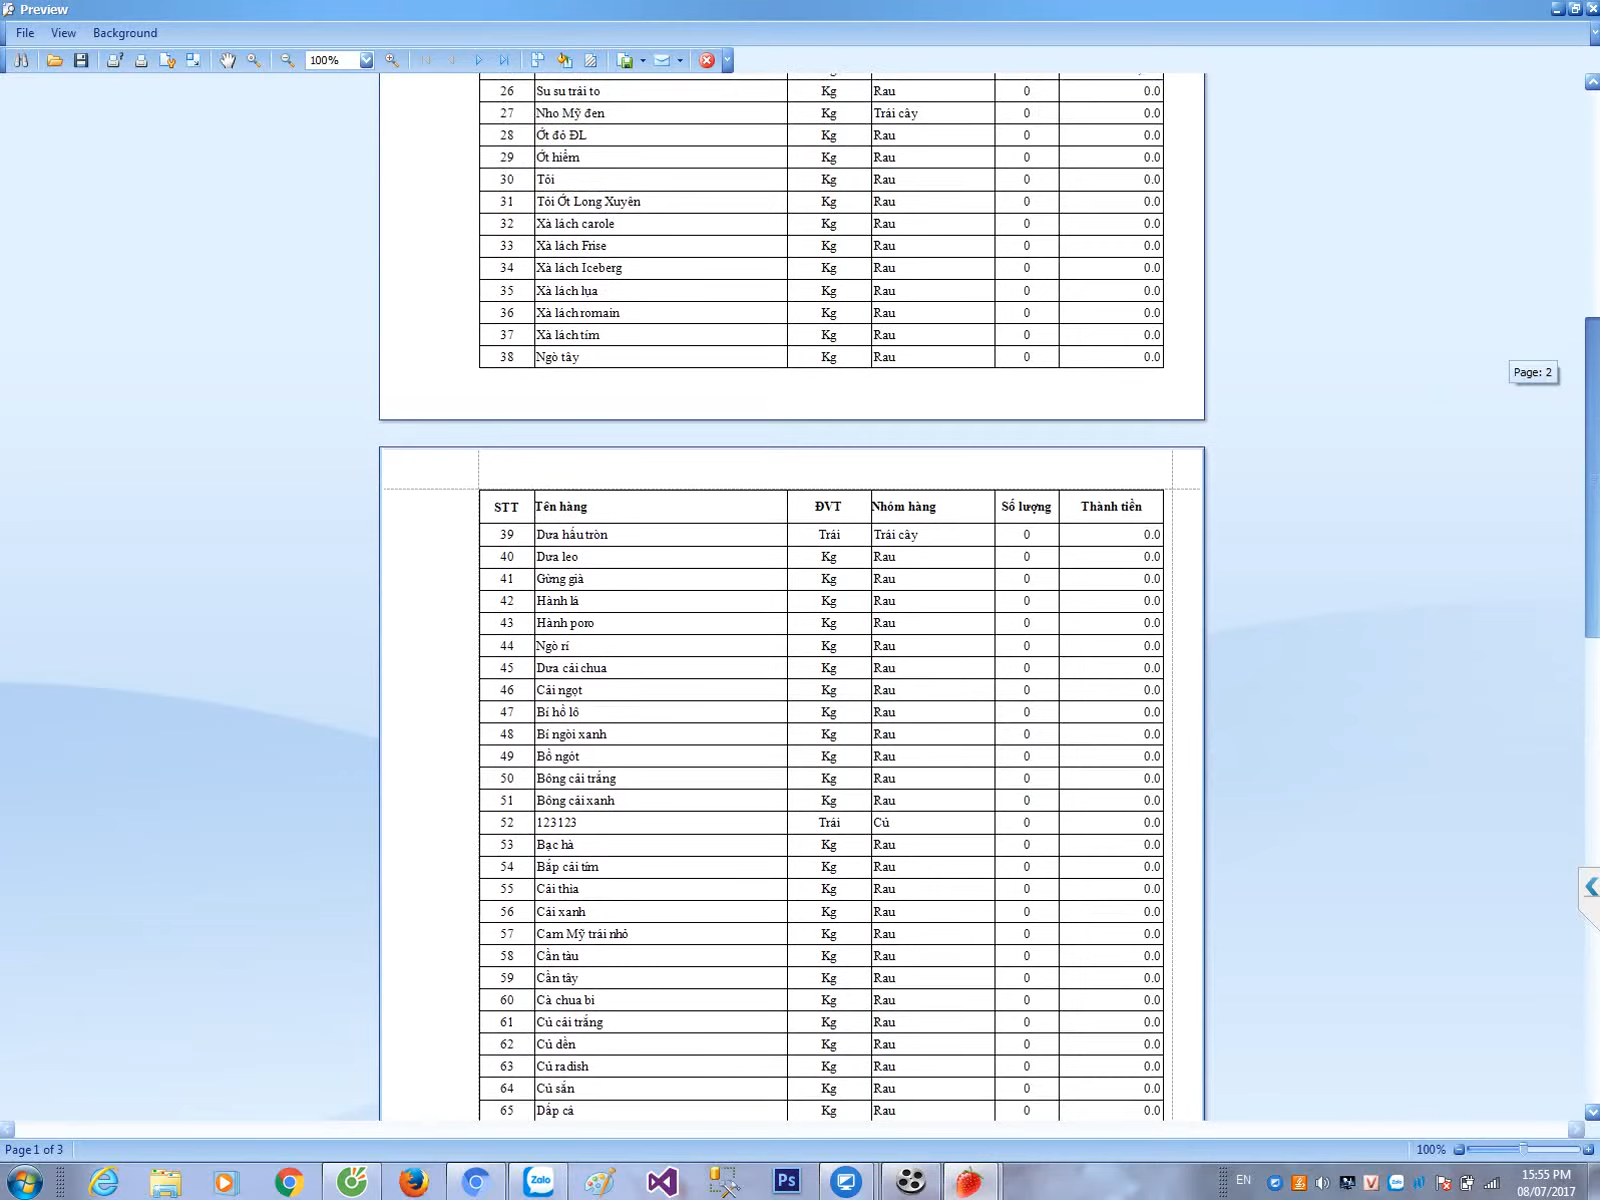 Preview
File View Background
100%
26 Su su trái to Kg Rau 0 0.0
27 Nho Mỹ đen Kg Trái cây 0 0.0
28 Ớt đỏ ĐL Kg Rau 0 0.0
29 Ớt hiểm Kg Rau 0 0.0
30 Tỏi Kg Rau 0 0.0
31 Tỏi Ớt Long Xuyên Kg Rau 0 0.0
32 Xà lách carole Kg Rau 0 0.0
33 Xà lách Frise Kg Rau 0 0.0
34 Xà lách Iceberg Kg Rau 0 0.0
35 Xà lách lụa Kg Rau 0 0.0
36 Xà lách romain Kg Rau 0 0.0
37 Xà lách tím Kg Rau 0 0.0
38 Ngò tây Kg Rau 0 0.0
Page: 2
STT Tên hàng ĐVT Nhóm hàng Số lượng Thành tiền
39 Dưa hấu tròn Trái Trái cây 0 0.0
40 Dưa leo Kg Rau 0 0.0
41 Gừng già Kg Rau 0 0.0
42 Hành lá Kg Rau 0 0.0
43 Hành poro Kg Rau 0 0.0
44 Ngò rí Kg Rau 0 0.0
45 Dưa cải chua Kg Rau 0 0.0
46 Cải ngọt Kg Rau 0 0.0
47 Bí hồ lô Kg Rau 0 0.0
48 Bí ngòi xanh Kg Rau 0 0.0
49 Bồ ngót Kg Rau 0 0.0
50 Bông cải trắng Kg Rau 0 0.0
51 Bông cải xanh Kg Rau 0 0.0
52 123123 Trái Củ 0 0.0
53 Bạc hà Kg Rau 0 0.0
54 Bắp cải tím Kg Rau 0 0.0
55 Cải thìa Kg Rau 0 0.0
56 Cải xanh Kg Rau 0 0.0
57 Cam Mỹ trái nhỏ Kg Rau 0 0.0
58 Cần tàu Kg Rau 0 0.0
59 Cần tây Kg Rau 0 0.0
60 Cà chua bi Kg Rau 0 0.0
61 Củ cải trắng Kg Rau 0 0.0
62 Củ dền Kg Rau 0 0.0
63 Củ radish Kg Rau 0 0.0
64 Củ sắn Kg Rau 0 0.0
65 Dấp cá Kg Rau 0 0.0
Page 1 of 3 100%
Zalo Ps EN 15:55 PM
08/07/2017